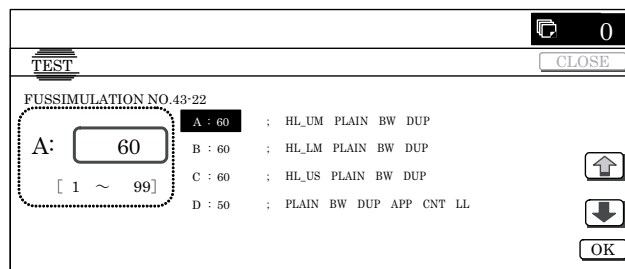 0
TEST
CLOSE
FUSSIMULATION NO.43-22
A: 60
[ 1 ~ 99]
A : 60 ; HL_UM PLAIN BW DUP
B : 60 ; HL_LM PLAIN BW DUP
C : 60 ; HL_US PLAIN BW DUP
D : 50 ; PLAIN BW DUP APP CNT LL
OK